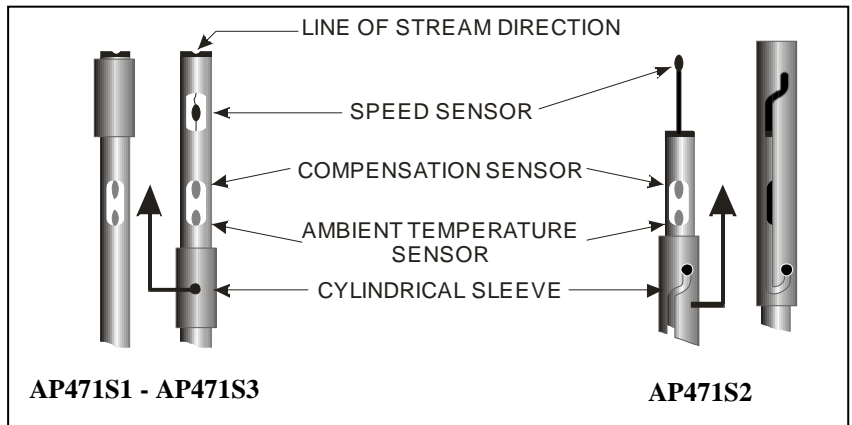 LINE OF STREAM DIRECTION
SPEED SENSOR
COMPENSATION SENSOR
AMBIENT TEMPERATURE
SENSOR
CYLINDRICAL SLEEVE
AP471S1 - AP471S3
AP471S2